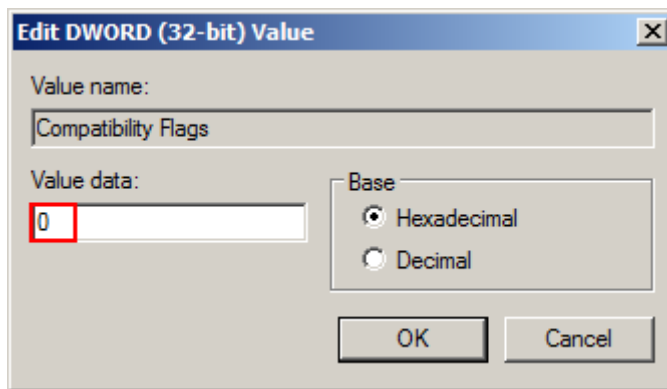 Edit DWORD (32-bit) Value
Value name:
Compatibility Flags
Value data:
0
Base
Hexadecimal
Decimal
OK
Cancel